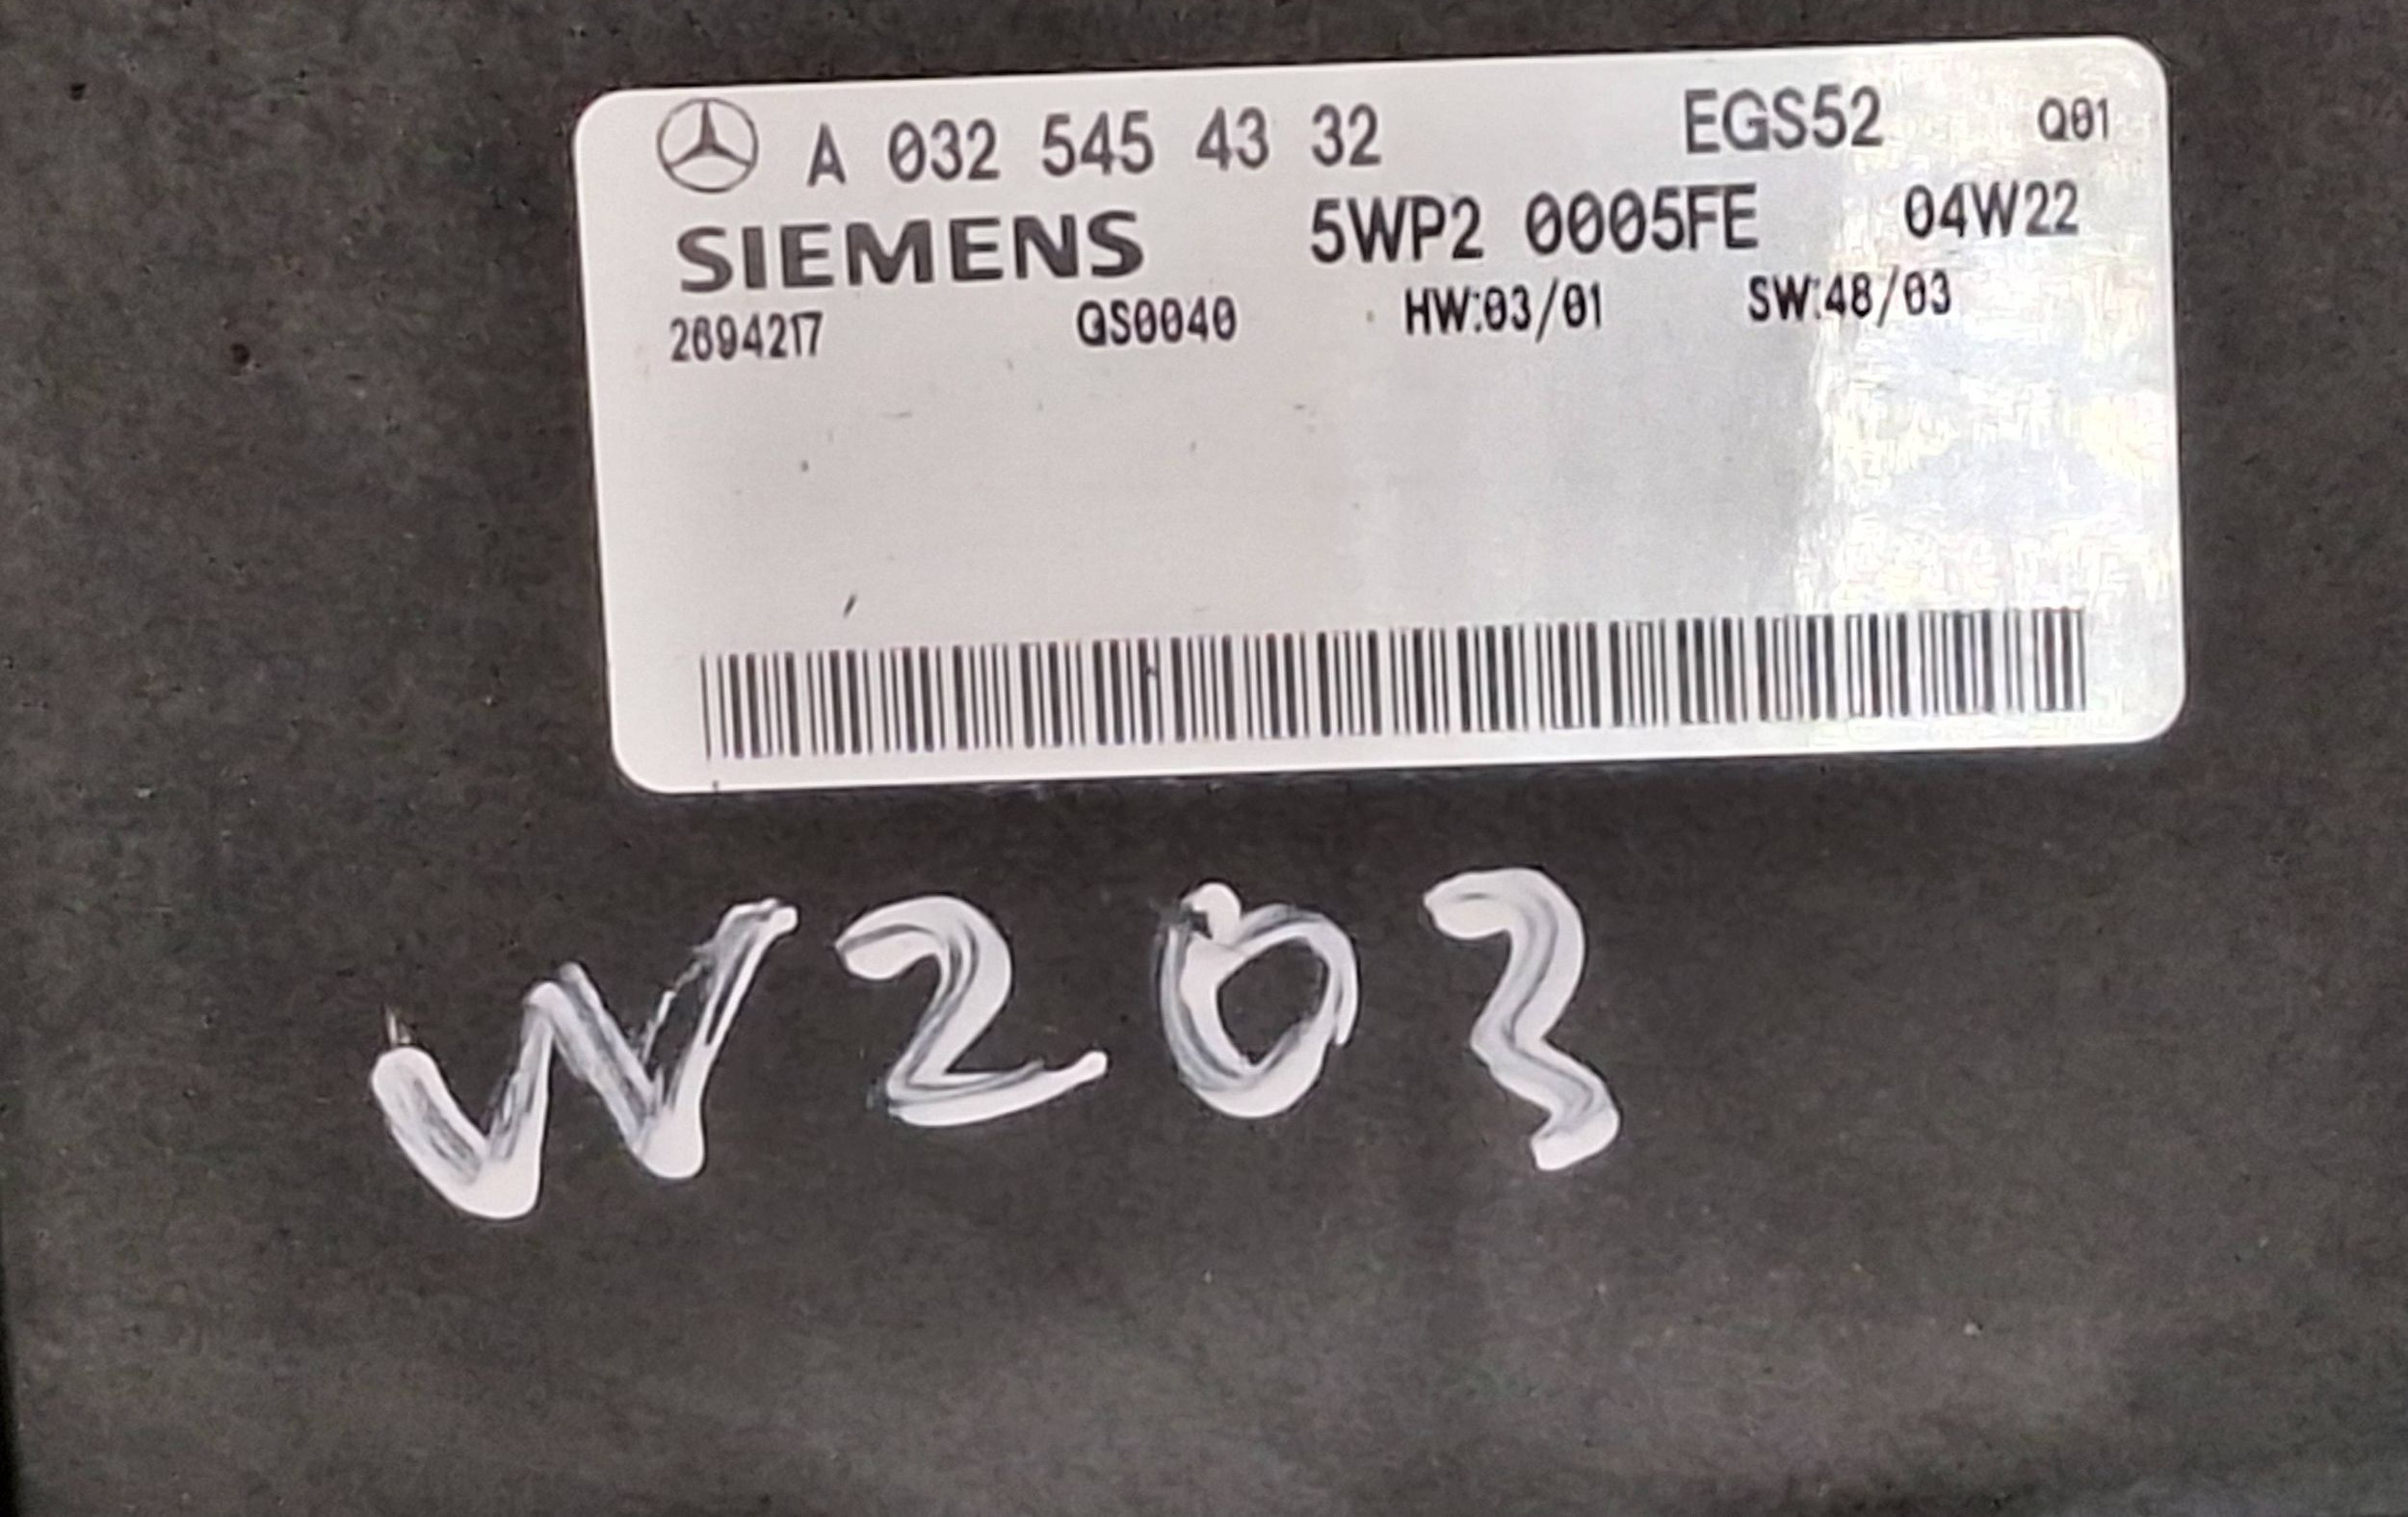 A 032 545 43 32 EGS52 Q01
SIEMENS 5WP2 0005FE 04W22
2694217 QS0040 HW:03/01 SW:48/03
W203